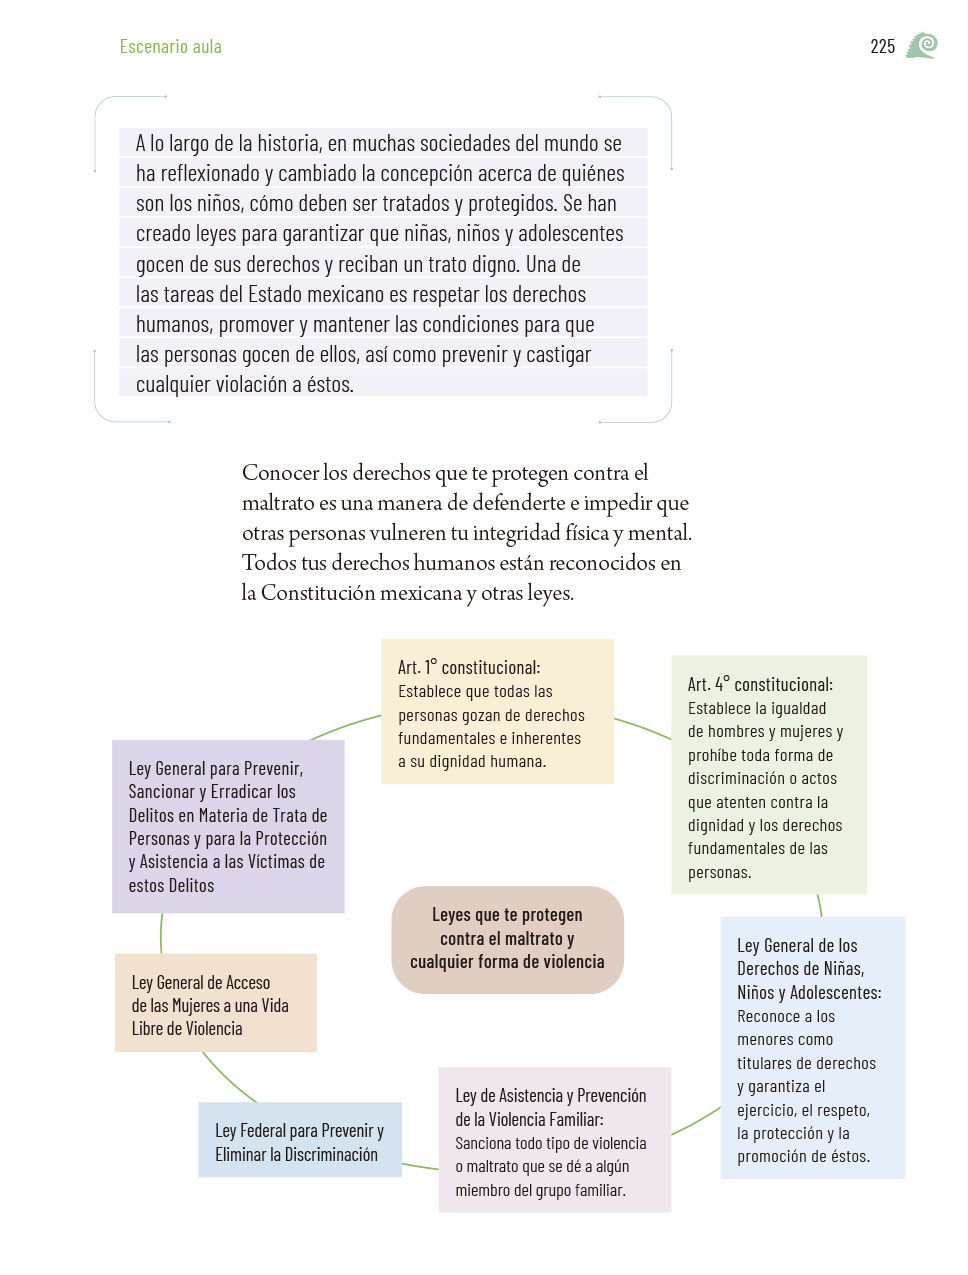 Escenario aula
225
A lo largo de la historia, en muchas sociedades del mundo se
ha reflexionado y cambiado la concepción acerca de quiénes
son los niños, cómo deben ser tratados y protegidos. Se han
creado leyes para garantizar que niñas, niños y adolescentes
gocen de sus derechos y reciban un trato digno. Una de
las tareas del Estado mexicano es respetar los derechos
humanos, promover y mantener las condiciones para que
las personas gocen de ellos, así como prevenir y castigar
cualquier violación a éstos.
Conocer los derechos que te protegen contra el
maltrato es una manera de defenderte e impedir que
otras personas vulneren tu integridad física y mental.
Todos tus derechos humanos están reconocidos en
la Constitución mexicana y otras leyes.
Art. 1° constitucional:
Establece que todas las
personas gozan de derechos
fundamentales e inherentes
a su dignidad humana.
Art. 4° constitucional:
Establece la igualdad
de hombres y mujeres y
prohíbe toda forma de
discriminación o actos
que atenten contra la
dignidad y los derechos
fundamentales de las
personas.
Ley General para Prevenir,
Sancionar y Erradicar los
Delitos en Materia de Trata de
Personas y para la Protección
y Asistencia a las Víctimas de
estos Delitos
Leyes que te protegen
contra el maltrato y
cualquier forma de violencia
Ley General de los
Derechos de Niñas,
Niños y Adolescentes:
Reconoce a los
menores como
titulares de derechos
y garantiza el
ejercicio, el respeto,
la protección y la
promoción de éstos.
Ley General de Acceso
de las Mujeres a una Vida
Libre de Violencia
Ley de Asistencia y Prevención
de la Violencia Familiar:
Sanciona todo tipo de violencia
o maltrato que se dé a algún
miembro del grupo familiar.
Ley Federal para Prevenir y
Eliminar la Discriminación